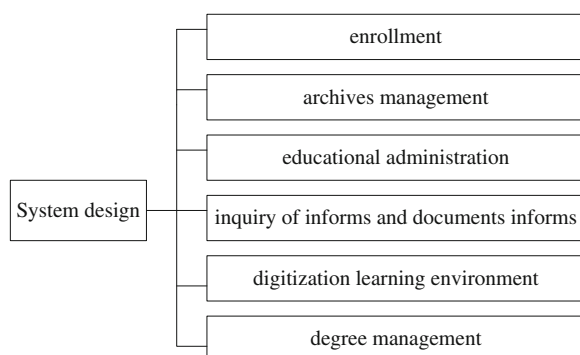 enrollment
archives management
educational administration
System design
inquiry of informs and documents informs
digitization learning environment
degree management